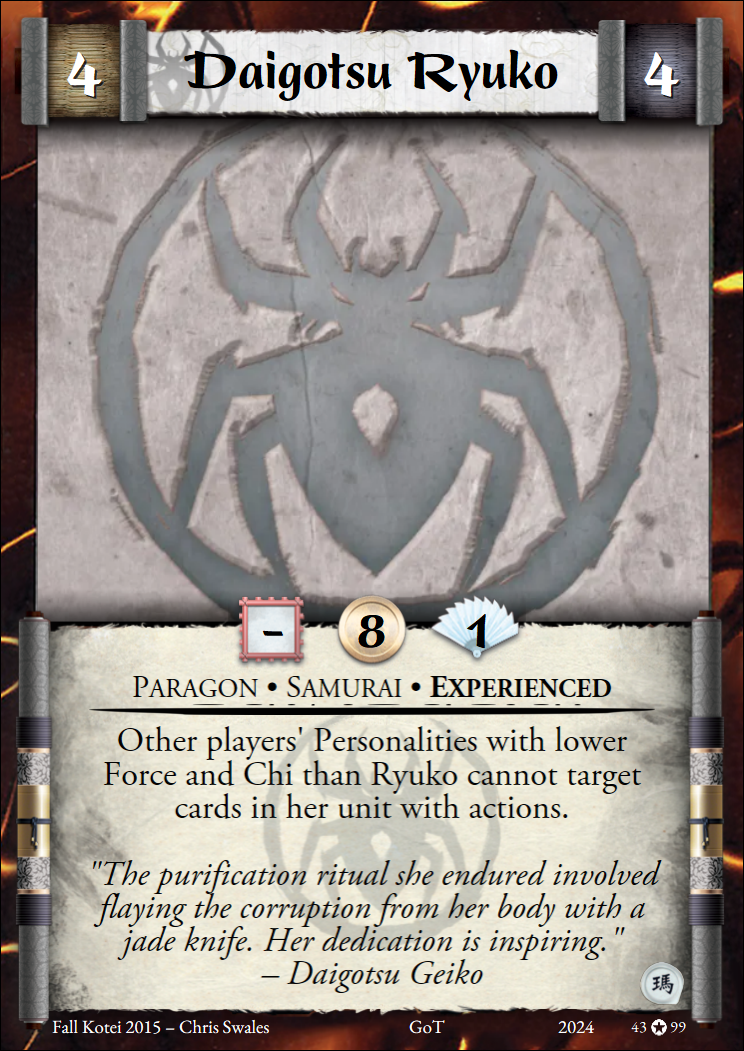 4 Daigotsu Ryuko 4
- 8 1
PARAGON • SAMURAI • EXPERIENCED
Other players' Personalities with lower
Force and Chi than Ryuko cannot target
cards in her unit with actions.
"The purification ritual she endured involved
flaying the corruption from her body with a
jade knife. Her dedication is inspiring."
– Daigotsu Geiko
瑪
Fall Kotei 2015 – Chris Swales GoT 2024 43 ✪ 99